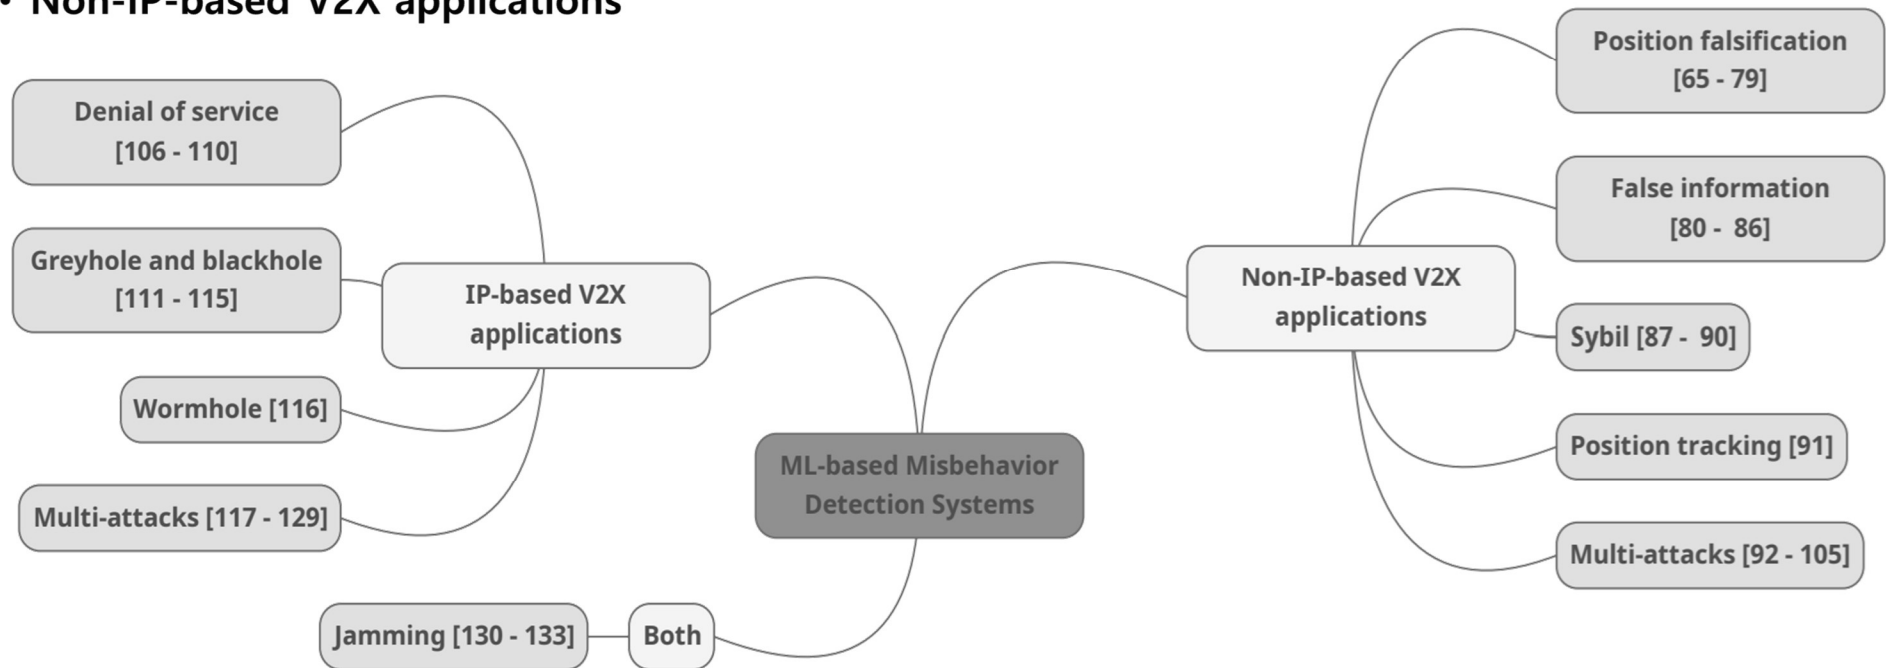 • Non-IP-based V2X applications
Denial of service
[106 - 110]
Greyhole and blackhole
[111 - 115]
Wormhole [116]
Multi-attacks [117 - 129]
IP-based V2X
applications
Jamming [130 - 133]
Both
ML-based Misbehavior
Detection Systems
Non-IP-based V2X
applications
Position falsification
[65 - 79]
False information
[80 -  86]
Sybil [87 -  90]
Position tracking [91]
Multi-attacks [92 - 105]